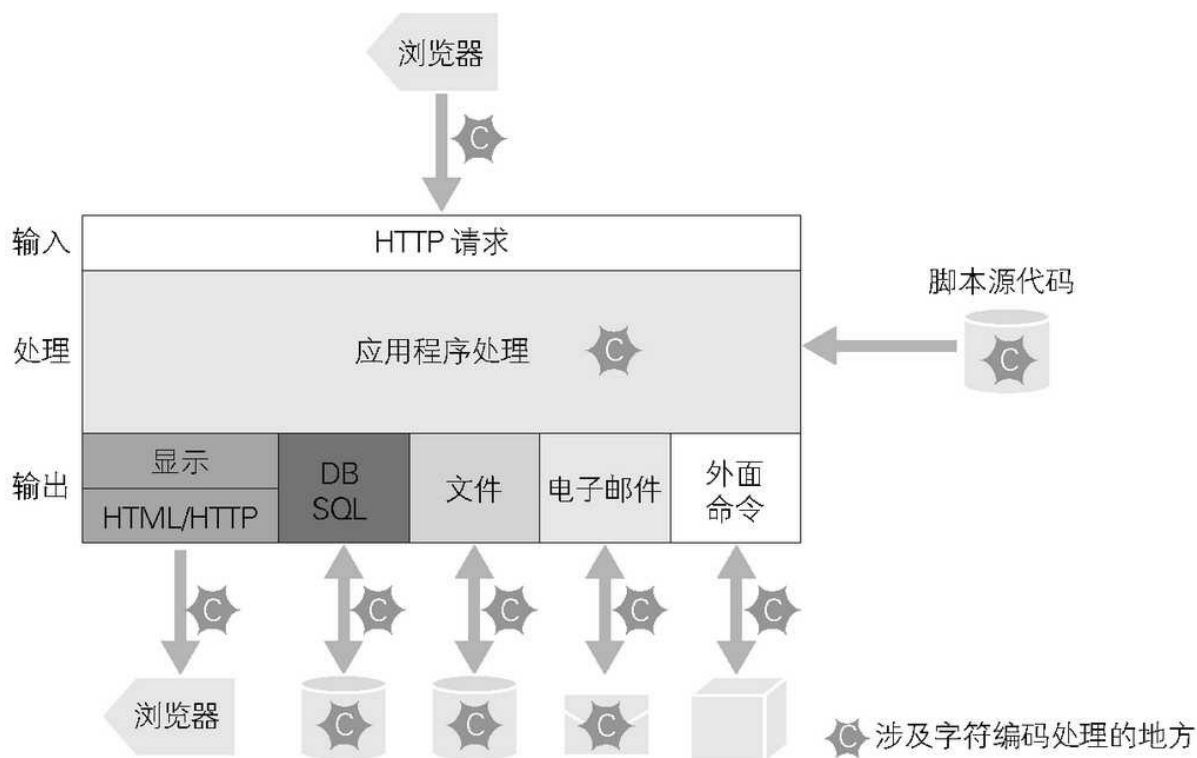 浏览器
C
输入
HTTP 请求
脚本源代码
处理
应用程序处理
C
C
输出
显示
HTML/HTTP
DB
SQL
文件
电子邮件
外面
命令
C
C
C
C
C
浏览器
C
C
C
C 涉及字符编码处理的地方